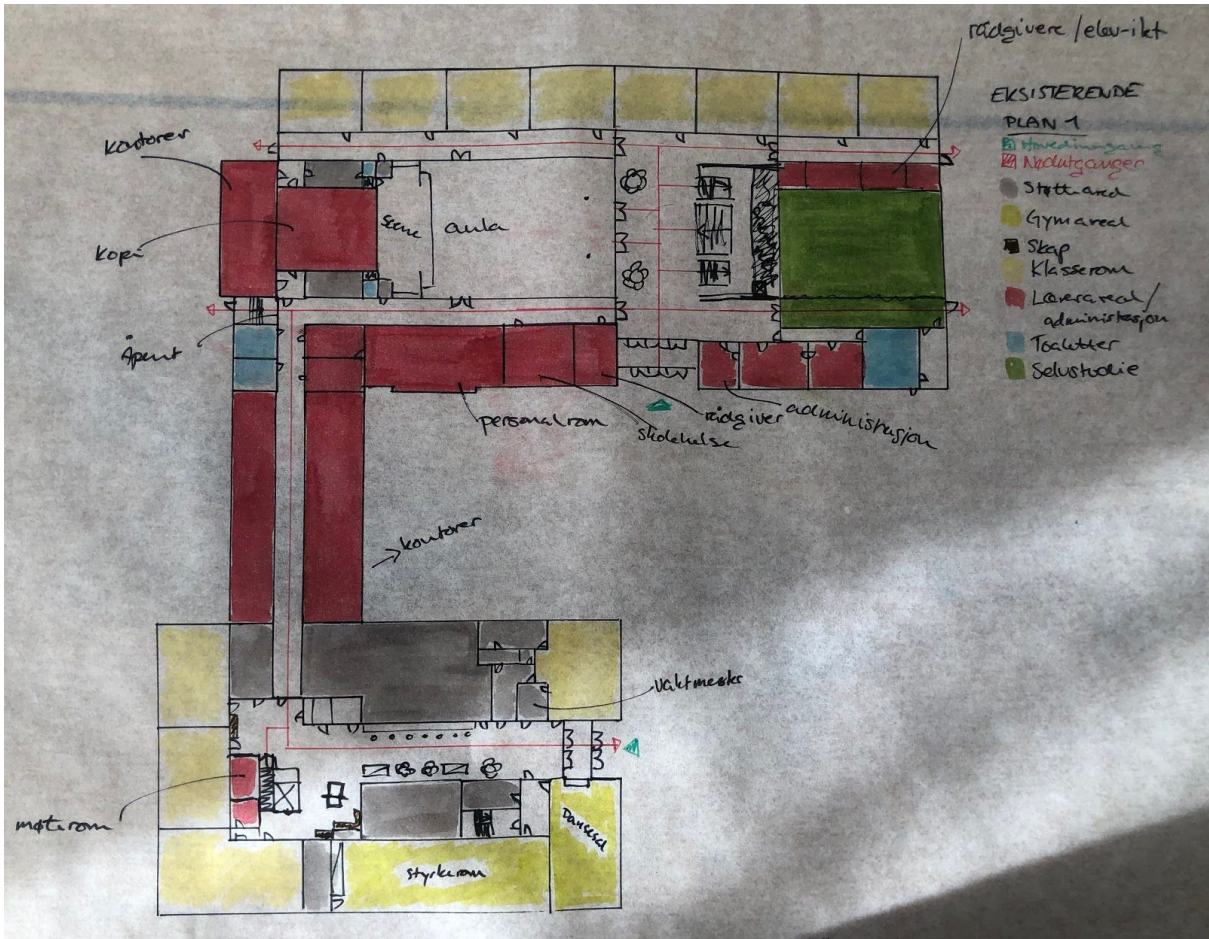 rådgivere / elev-ikt
EKSISTERENDE
PLAN 1
Hovedinngang
Nødutganger
Støtteareal
Gymareal
Skap
Klasserom
Lærerareal/
administrasjon
Toaletter
Selvstudie
kontorer
kopi
scene
aula
Åpent
personalrom
skolehelse
rådgiver
administrasjon
kontorer
vaktmester
møterom
Dansesal
styrkerom